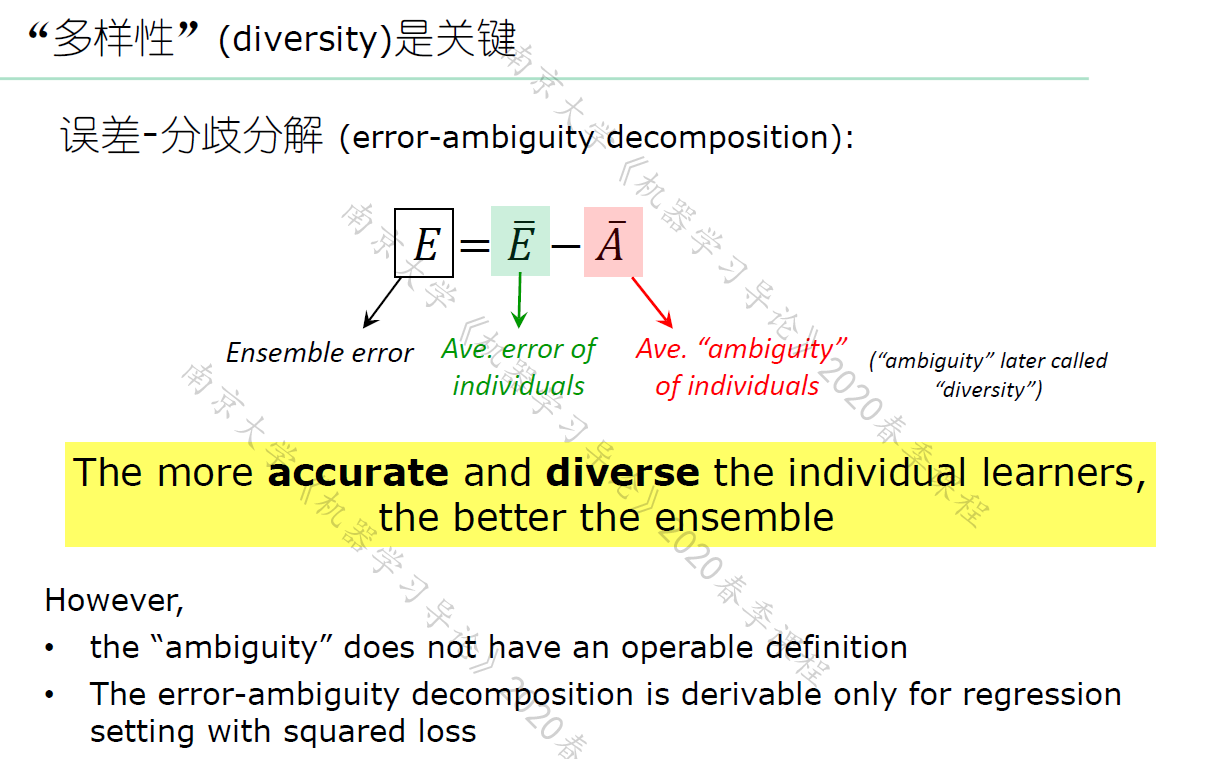 “多样性”(diversity)是关键
误差-分歧分解 (error-ambiguity decomposition):
E = Ē − Ā
Ensemble error
Ave. error of
individuals
Ave. “ambiguity”
of individuals
(“ambiguity” later called
“diversity”)
The more accurate and diverse the individual learners,
the better the ensemble
However,
• the “ambiguity” does not have an operable definition
• The error-ambiguity decomposition is derivable only for regression
setting with squared loss
南京大学《机器学习导论》2020春季课程
南京大学《机器学习导论》2020春季课程
南京大学《机器学习导论》2020春